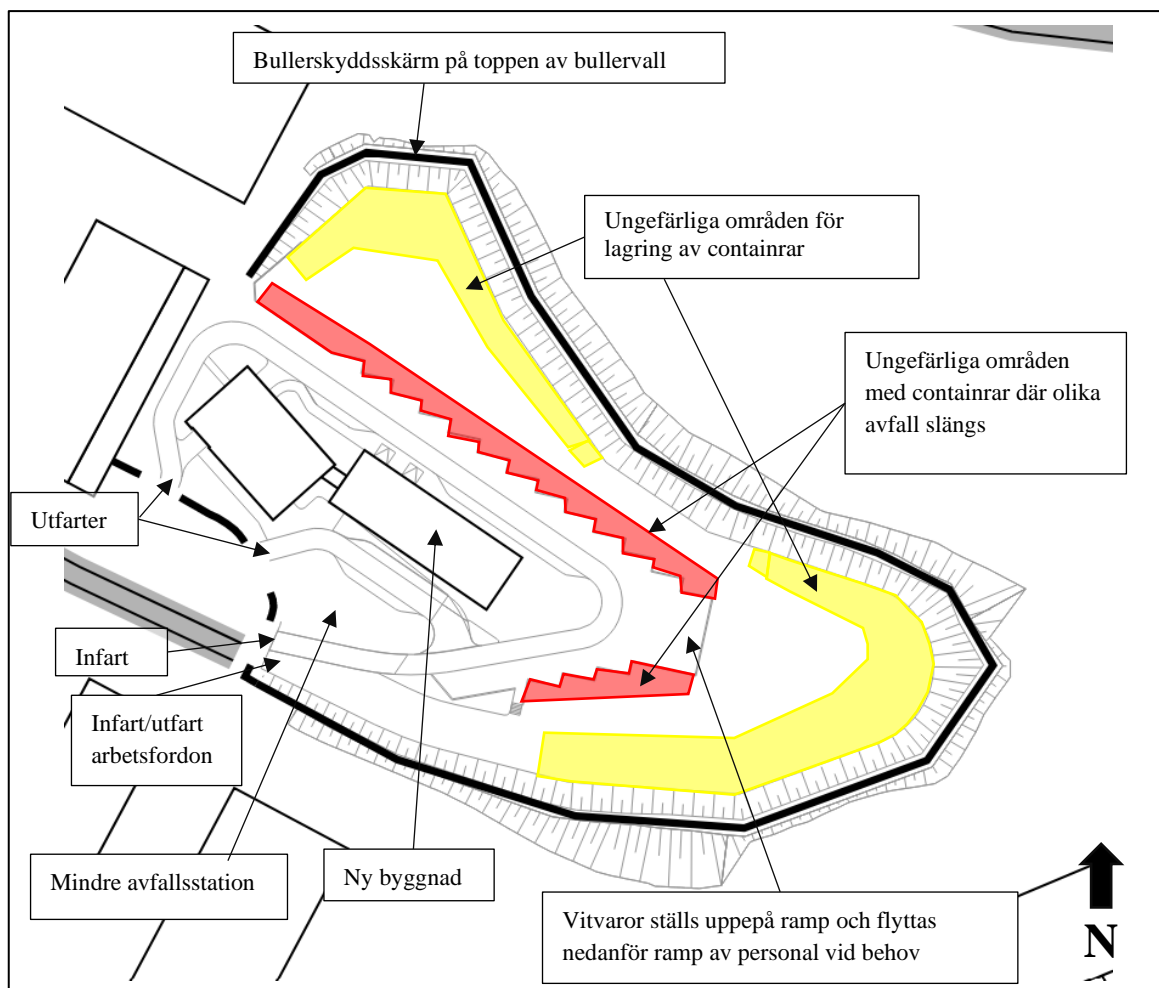 Bullerskyddsskärm på toppen av bullervall
Ungefärliga områden för
lagring av containrar
Ungefärliga områden
med containrar där olika
avfall slängs
Utfarter
Infart
Infart/utfart
arbetsfordon
Mindre avfallsstation
Ny byggnad
Vitvaror ställs uppepå ramp och flyttas
nedanför ramp av personal vid behov
N